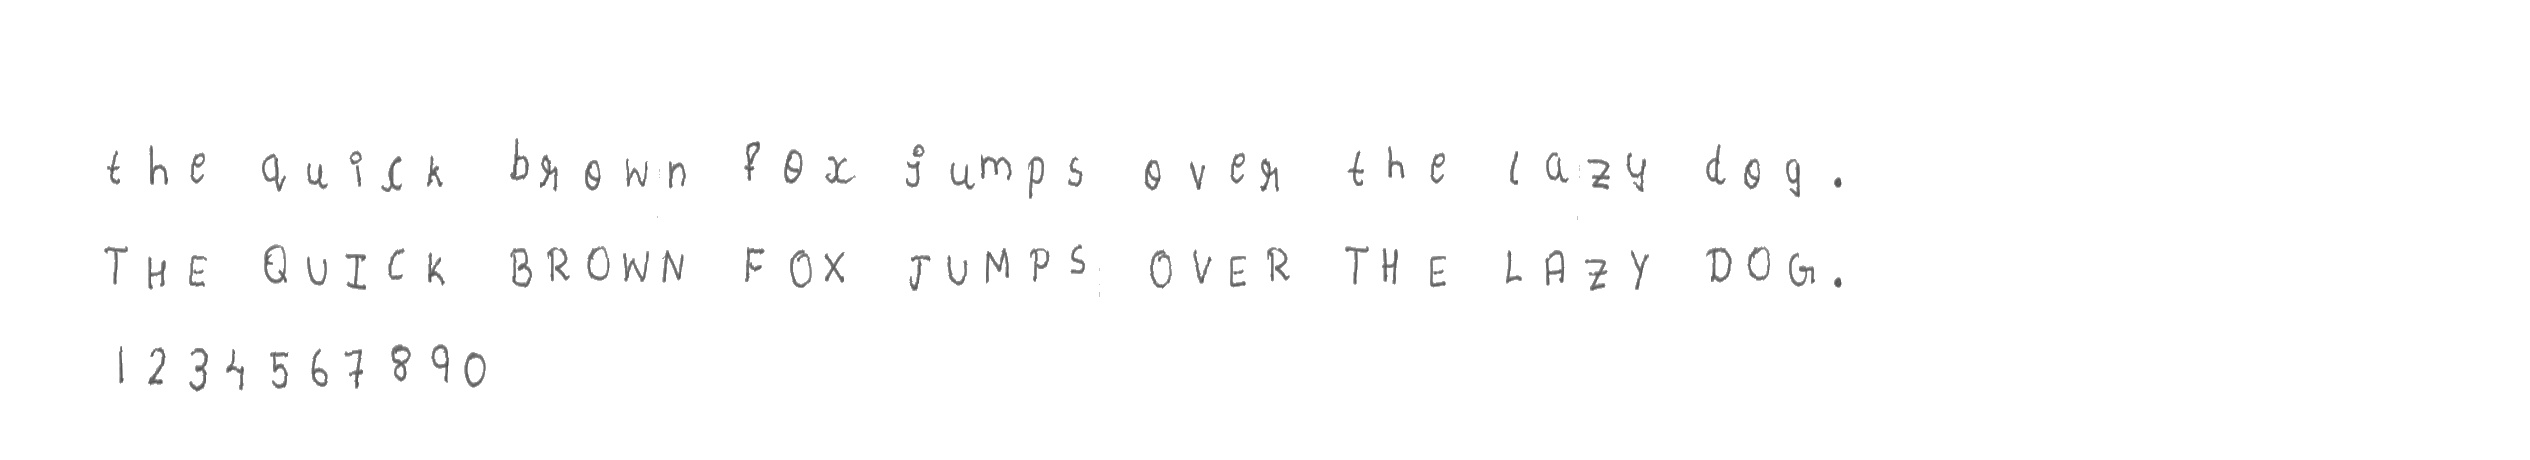 the quick brown fox jumps over the lazy dog.
THE QUICK BROWN FOX JUMPS OVER THE LAZY DOG.
1234567890